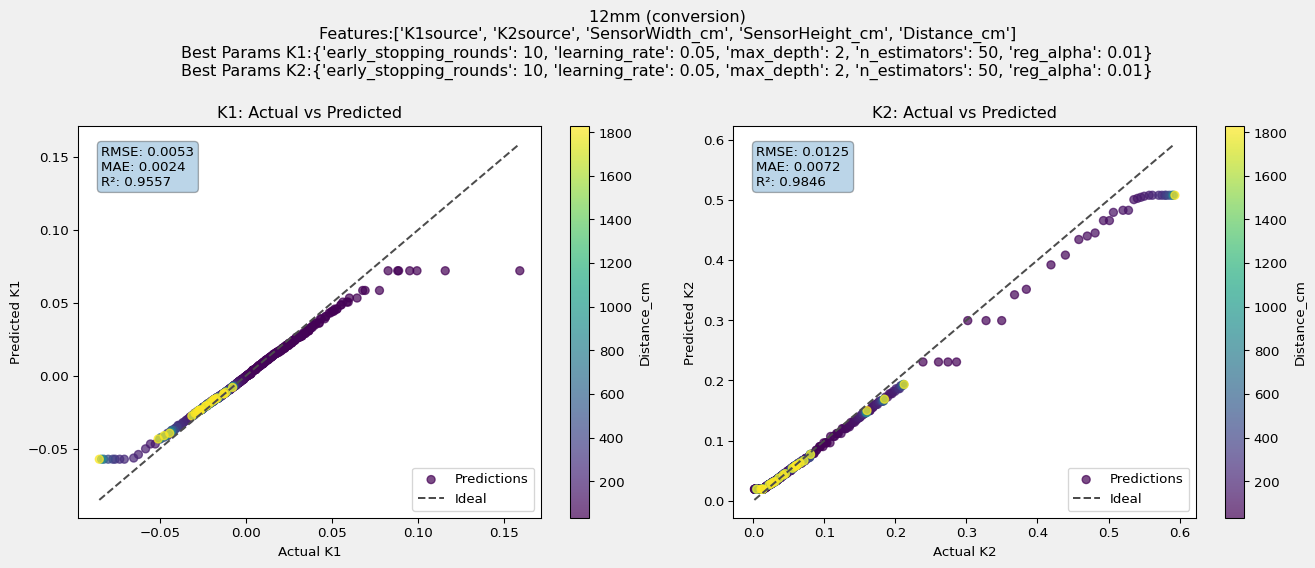 12mm (conversion)
Features:['K1source', 'K2source', 'SensorWidth_cm', 'SensorHeight_cm', 'Distance_cm']
Best Params K1:{'early_stopping_rounds': 10, 'learning_rate': 0.05, 'max_depth': 2, 'n_estimators': 50, 'reg_alpha': 0.01}
Best Params K2:{'early_stopping_rounds': 10, 'learning_rate': 0.05, 'max_depth': 2, 'n_estimators': 50, 'reg_alpha': 0.01}
K1: Actual vs Predicted
RMSE: 0.0053
MAE: 0.0024
R²: 0.9557
0.15
0.10
0.05
0.00
−0.05
Predicted K1
−0.05
0.00
0.05
0.10
0.15
Actual K1
Predictions
Ideal
1800
1600
1400
1200
1000
800
600
400
200
Distance_cm
K2: Actual vs Predicted
RMSE: 0.0125
MAE: 0.0072
R²: 0.9846
0.6
0.5
0.4
0.3
0.2
0.1
0.0
Predicted K2
0.0
0.1
0.2
0.3
0.4
0.5
0.6
Actual K2
Predictions
Ideal
1800
1600
1400
1200
1000
800
600
400
200
Distance_cm